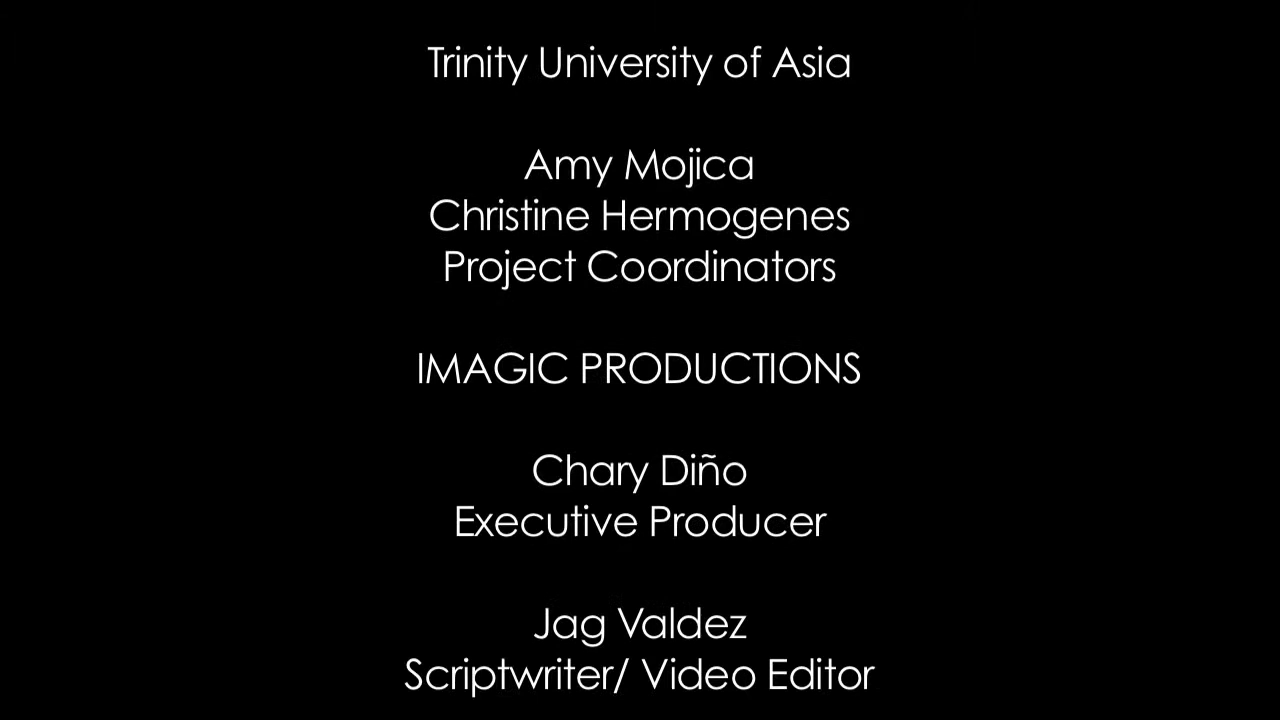 Trinity University of Asia
Amy Mojica
Christine Hermogenes
Project Coordinators
IMAGIC PRODUCTIONS
Chary Diño
Executive Producer
Jag Valdez
Scriptwriter/ Video Editor